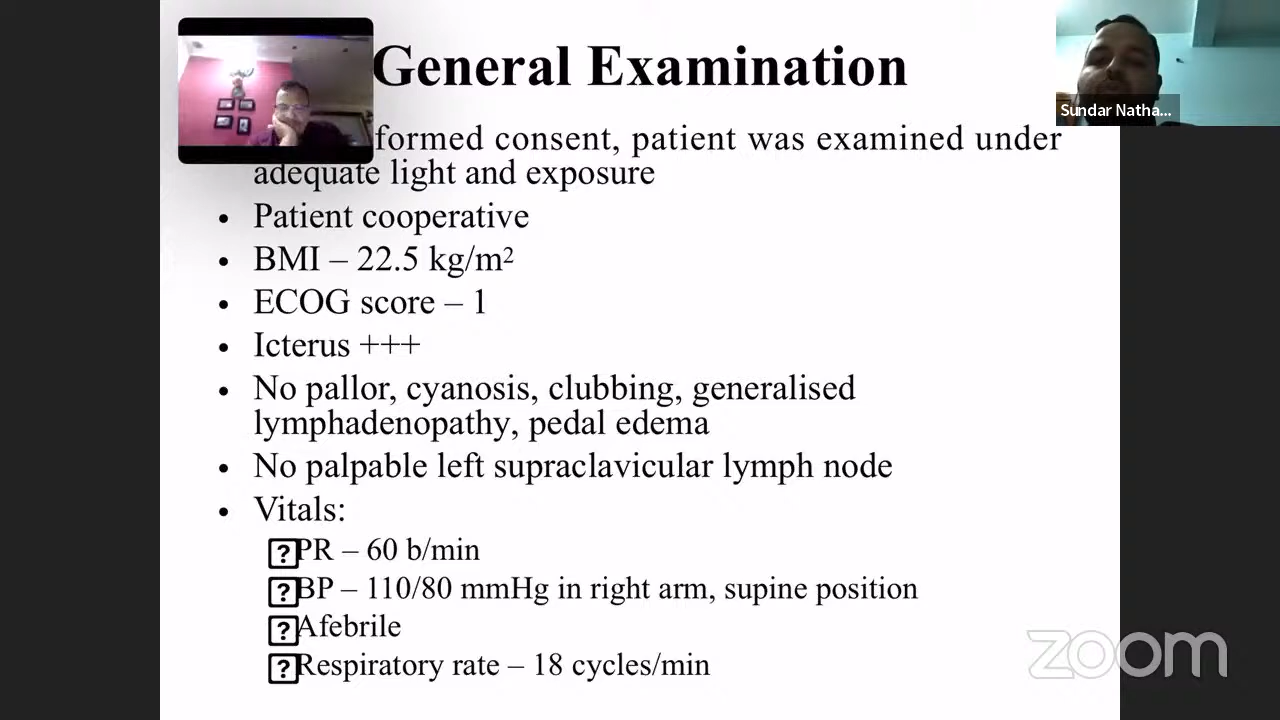 General Examination
Sundar Natha...
formed consent, patient was examined under
adequate light and exposure
• Patient cooperative
• BMI – 22.5 kg/m²
• ECOG score – 1
• Icterus +++
• No pallor, cyanosis, clubbing, generalised
lymphadenopathy, pedal edema
• No palpable left supraclavicular lymph node
• Vitals:
PR – 60 b/min
BP – 110/80 mmHg in right arm, supine position
Afebrile
Respiratory rate – 18 cycles/min
zoom